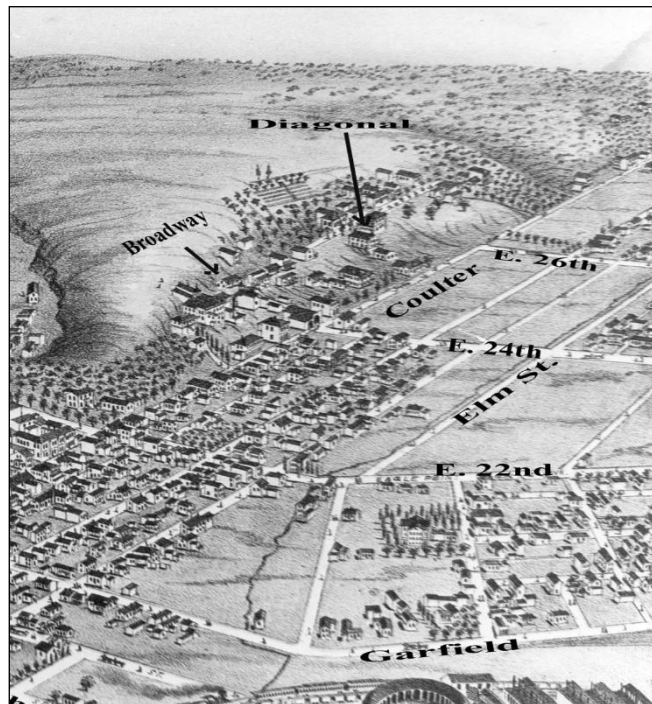 Diagonal
Broadway
E. 26th
Coulter
E. 24th
Elm St.
E. 22nd
Garfield